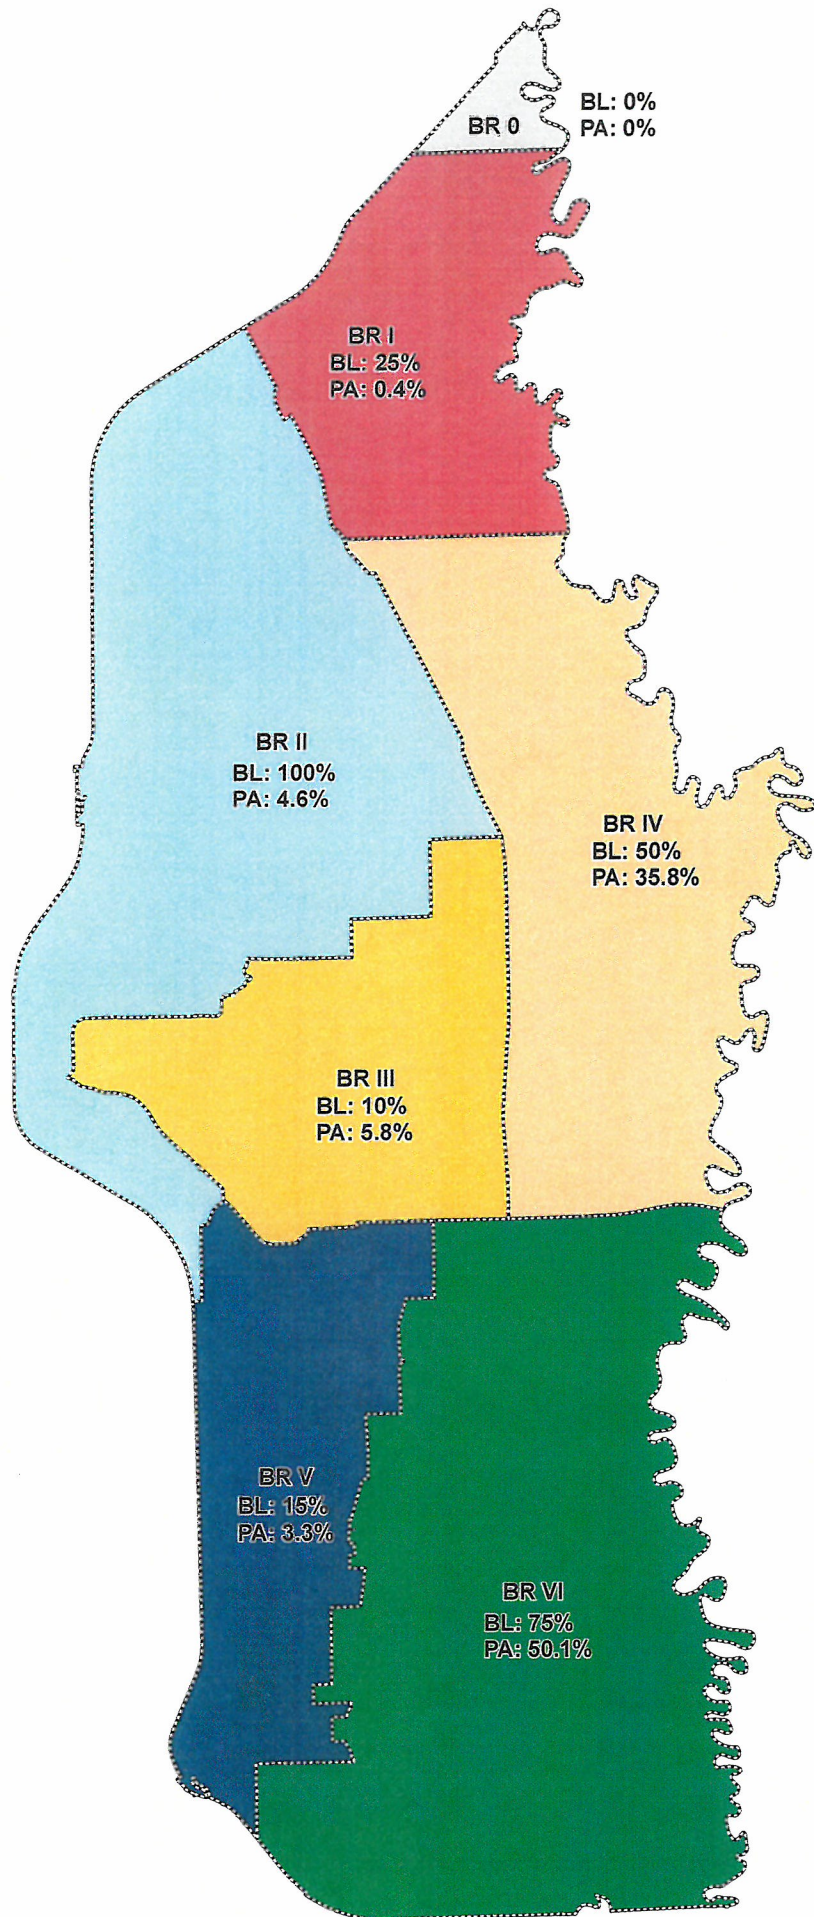 BR 0
BL: 0%
PA: 0%
BR I
BL: 25%
PA: 0.4%
BR II
BL: 100%
PA: 4.6%
BR IV
BL: 50%
PA: 35.8%
BR III
BL: 10%
PA: 5.8%
BR V
BL: 15%
PA: 3.3%
BR VI
BL: 75%
PA: 50.1%